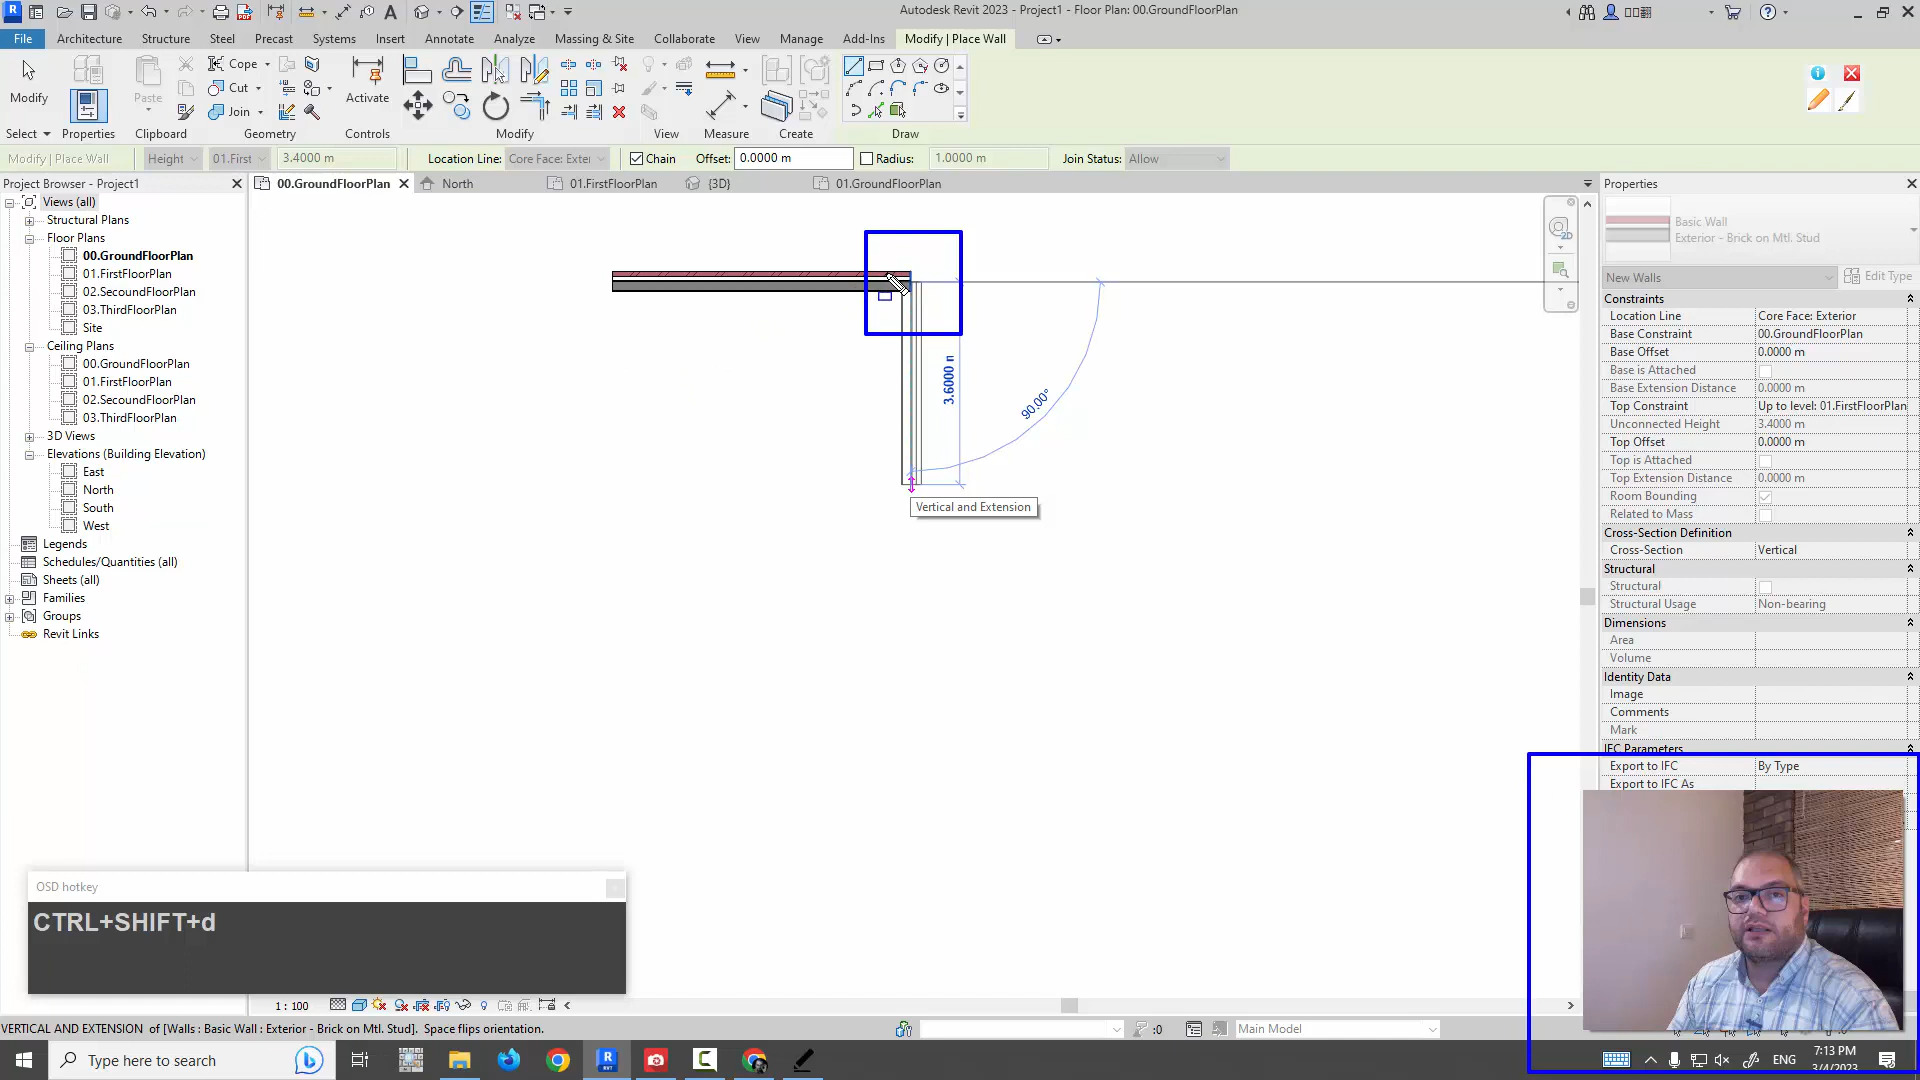 Autodesk Revit 2023 - Project1 - Floor Plan: 00.GroundFloorPlan
File Architecture Structure Steel Precast Systems Insert Annotate Analyze Massing & Site Collaborate View Manage Add-Ins Modify | Place Wall
Modify
Paste
Cope
Cut
Join
Activate
Select Properties Clipboard Geometry Controls Modify View Measure Create Draw
Modify | Place Wall Height 01.First 3.4000 m Location Line: Core Face: Exter Chain Offset: 0.0000 m Radius: 1.0000 m Join Status: Allow
Project Browser - Project1
00.GroundFloorPlan North 01.FirstFloorPlan {3D} 01.GroundFloorPlan
Views (all)
Structural Plans
Floor Plans
00.GroundFloorPlan
01.FirstFloorPlan
02.SecoundFloorPlan
03.ThirdFloorPlan
Site
Ceiling Plans
00.GroundFloorPlan
01.FirstFloorPlan
02.SecoundFloorPlan
03.ThirdFloorPlan
3D Views
Elevations (Building Elevation)
East
North
South
West
Legends
Schedules/Quantities (all)
Sheets (all)
Families
Groups
Revit Links
3.6000 n
90.00°
Vertical and Extension
2D
Properties
Basic Wall
Exterior - Brick on Mtl. Stud
New Walls Edit Type
Constraints
Location Line Core Face: Exterior
Base Constraint 00.GroundFloorPlan
Base Offset 0.0000 m
Base is Attached
Base Extension Distance 0.0000 m
Top Constraint Up to level: 01.FirstFloorPlan
Unconnected Height 3.4000 m
Top Offset 0.0000 m
Top is Attached
Top Extension Distance 0.0000 m
Room Bounding
Related to Mass
Cross-Section Definition
Cross-Section Vertical
Structural
Structural
Structural Usage Non-bearing
Dimensions
Area
Volume
Identity Data
Image
Comments
Mark
IFC Parameters
Export to IFC By Type
Export to IFC As
OSD hotkey
CTRL+SHIFT+d
1 : 100
VERTICAL AND EXTENSION of [Walls : Basic Wall : Exterior - Brick on Mtl. Stud]. Space flips orientation.
:0 Main Model
Type here to search
ENG
7:13 PM
3/4/2023